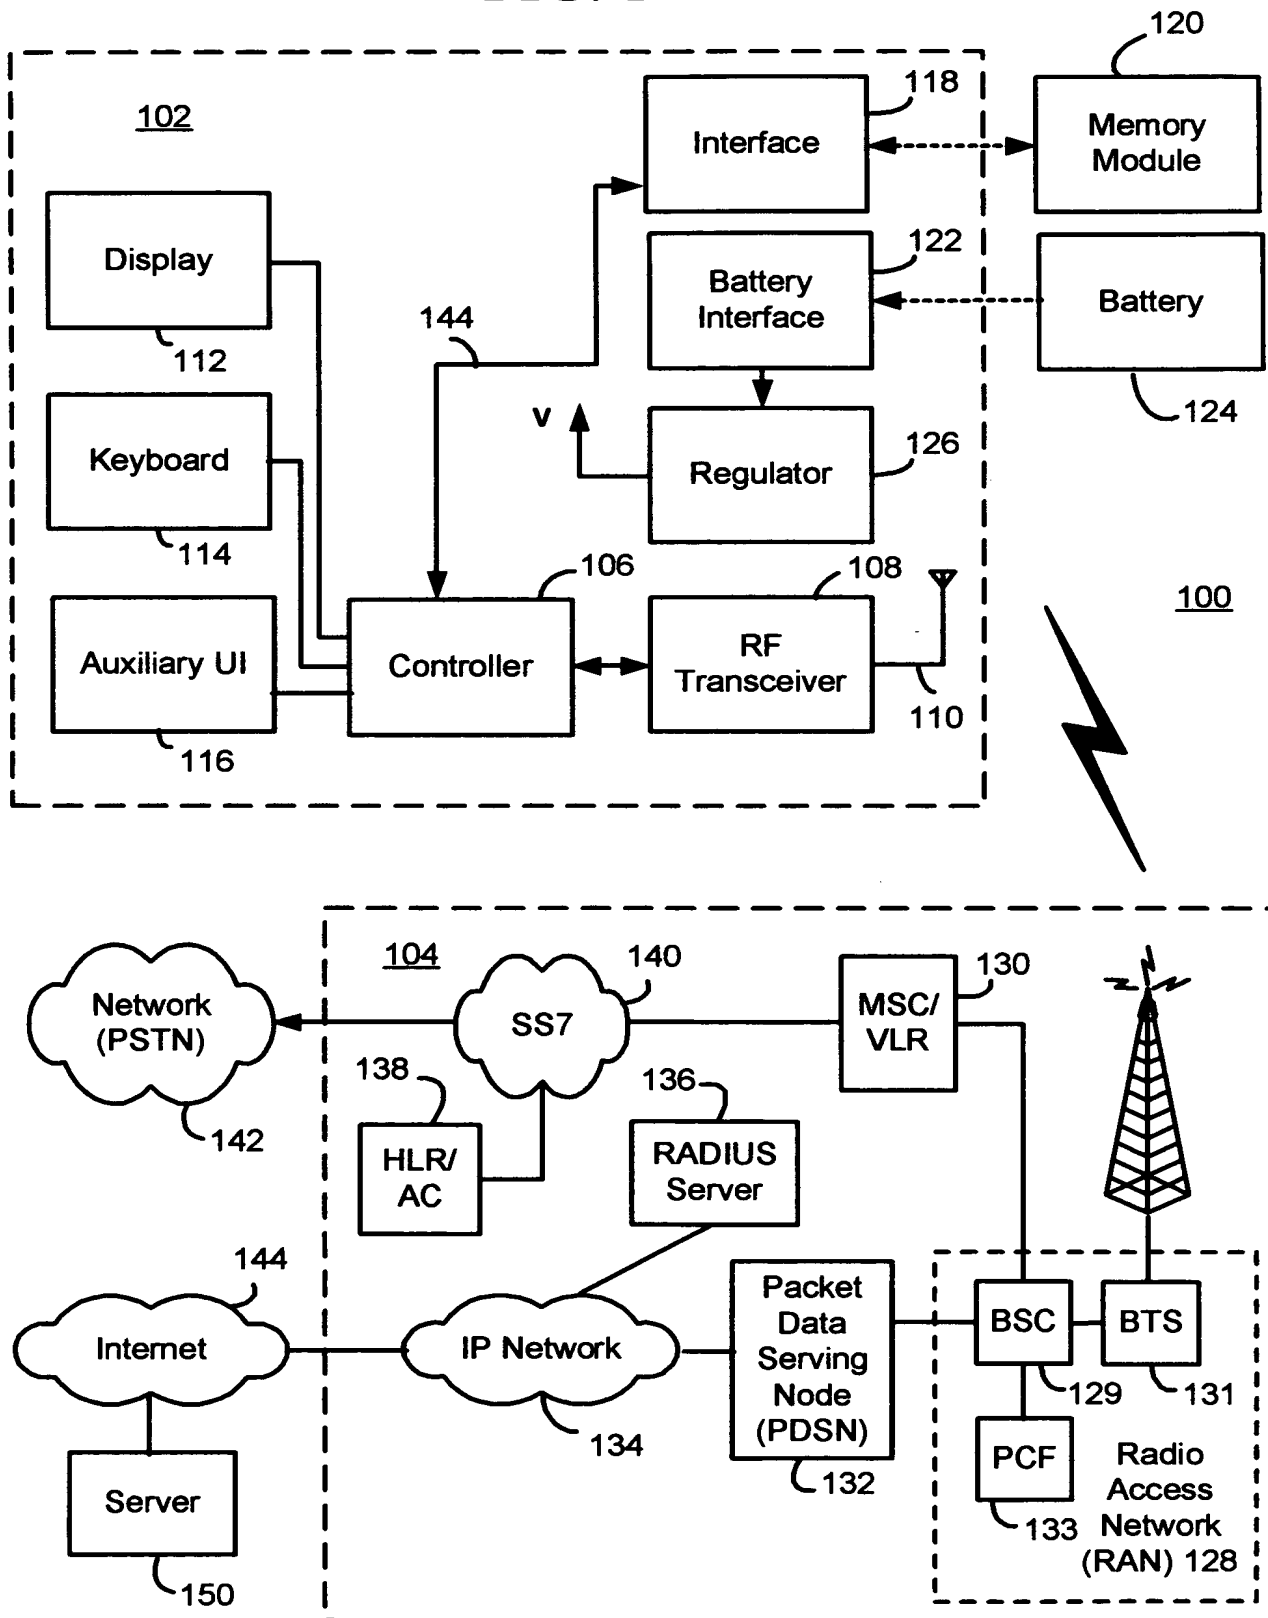 120
118
102
Interface
Memory
Module
122
Display
Battery
Interface
Battery
144
112
124
V
126
Keyboard
Regulator
114
106
108
100
Auxiliary UI
Controller
RF
Transceiver
110
116
104
140
130
Network
(PSTN)
SS7
MSC/
VLR
138
136
142
HLR/
AC
RADIUS
Server
144
Packet
Data
Serving
Node
(PDSN)
BSC
BTS
Internet
IP Network
129
131
134
132
PCF
Radio
Access
Network
(RAN) 128
Server
133
150